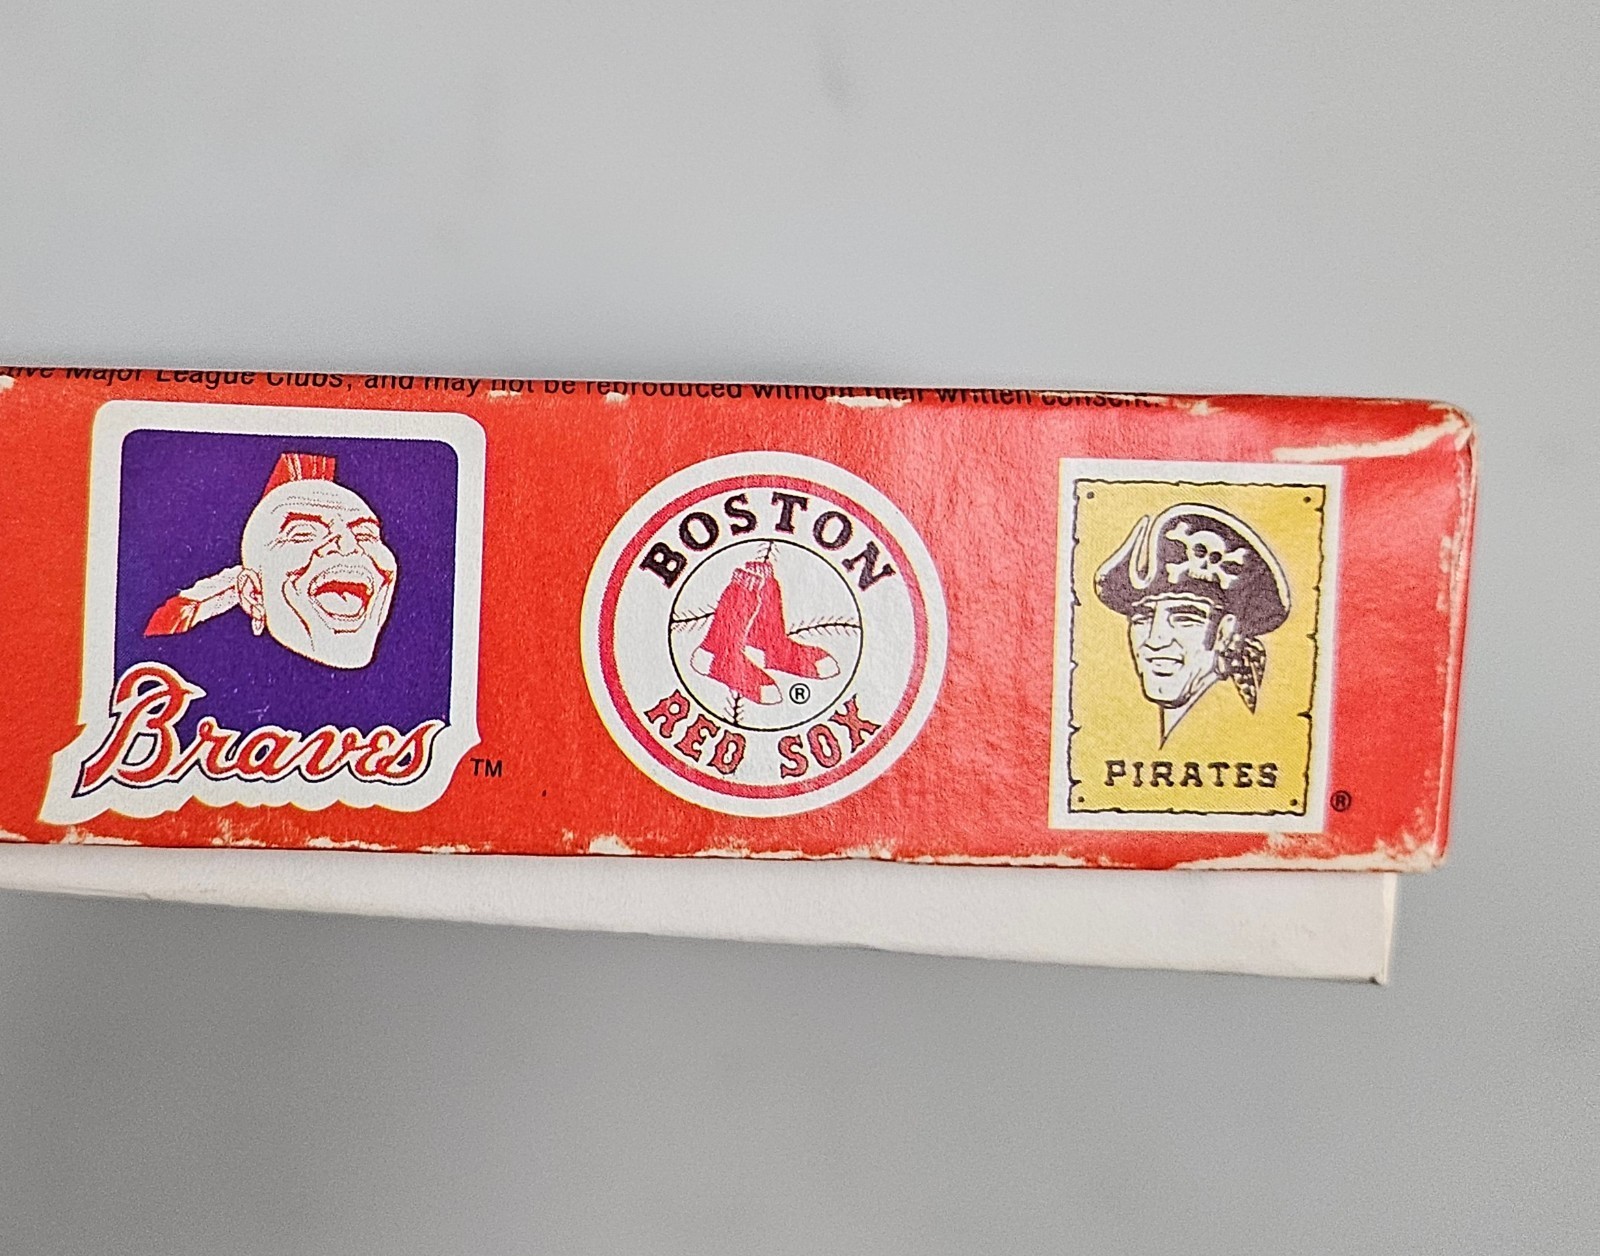 Major League Clubs, and may not be reproduced without their written consent.
Braves TM
BOSTON
RED SOX ®
PIRATES ®